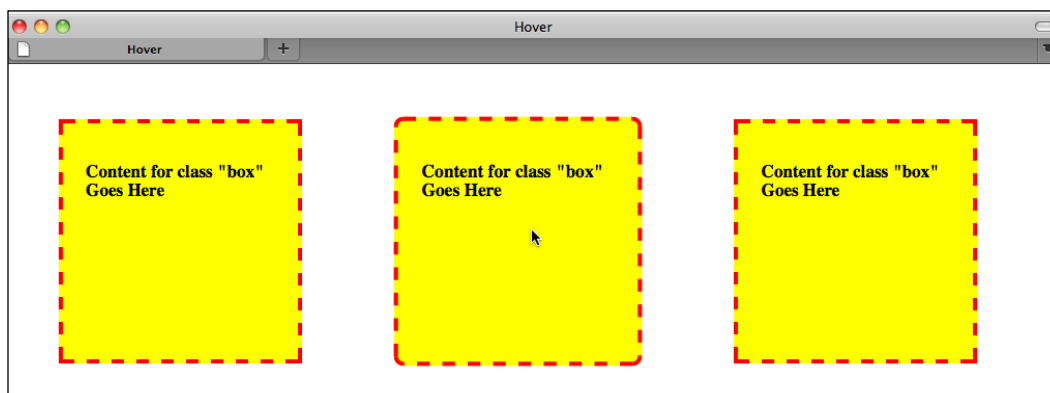 Hover
Hover
+
Content for class "box"
Goes Here
Content for class "box"
Goes Here
Content for class "box"
Goes Here